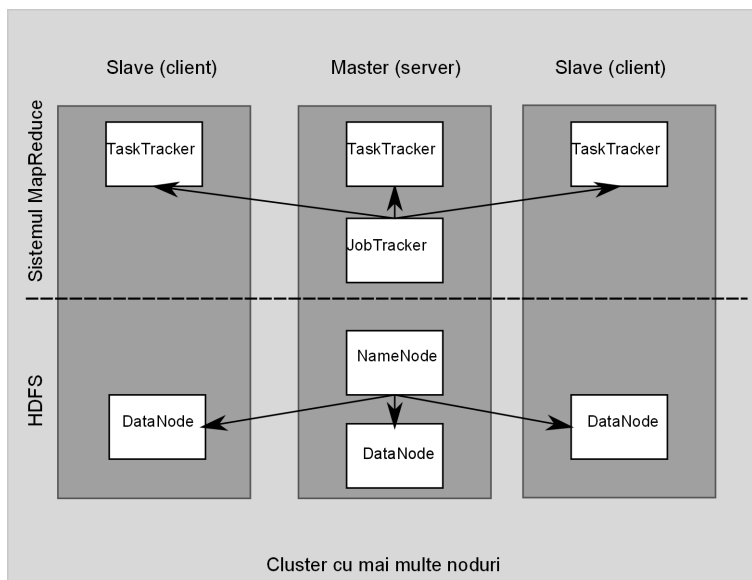 Slave (client)
Master (server)
Slave (client)
Sistemul MapReduce
TaskTracker
TaskTracker
TaskTracker
JobTracker
HDFS
NameNode
DataNode
DataNode
DataNode
Cluster cu mai multe noduri